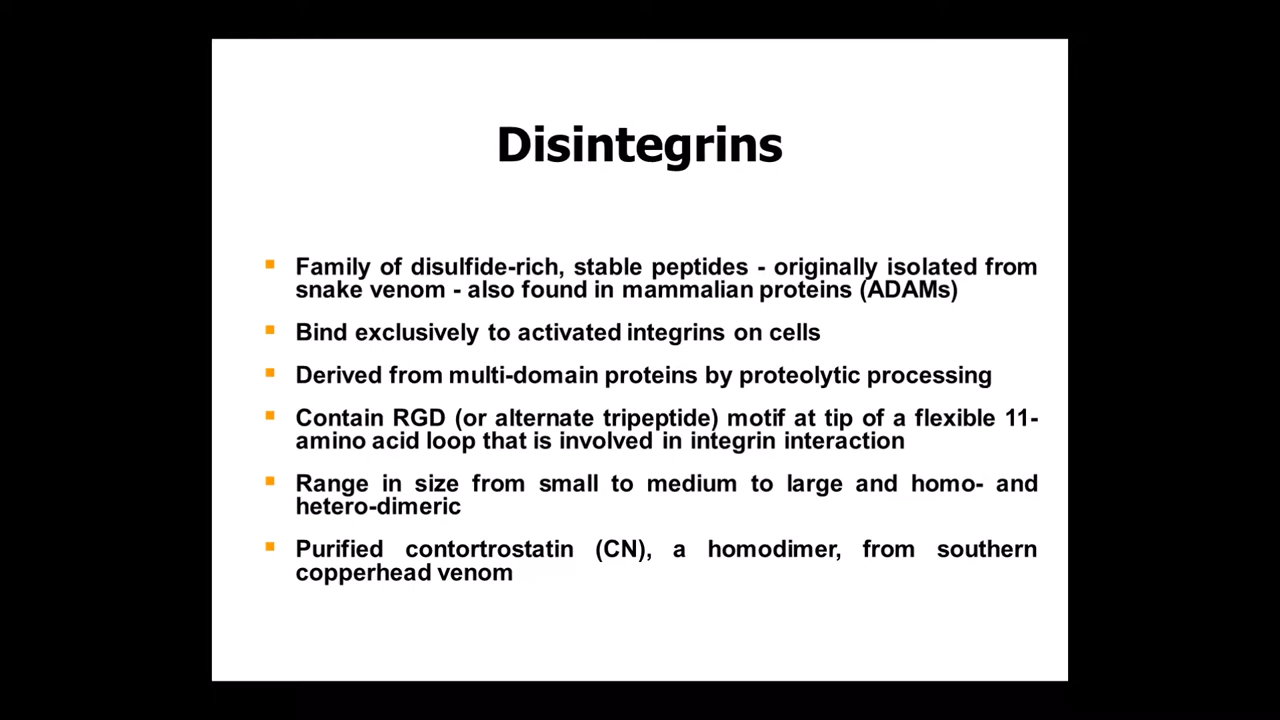 Disintegrins
Family of disulfide-rich, stable peptides - originally isolated from
snake venom - also found in mammalian proteins (ADAMs)
Bind exclusively to activated integrins on cells
Derived from multi-domain proteins by proteolytic processing
Contain RGD (or alternate tripeptide) motif at tip of a flexible 11-
amino acid loop that is involved in integrin interaction
Range in size from small to medium to large and homo- and
hetero-dimeric
Purified contortrostatin (CN), a homodimer, from southern
copperhead venom